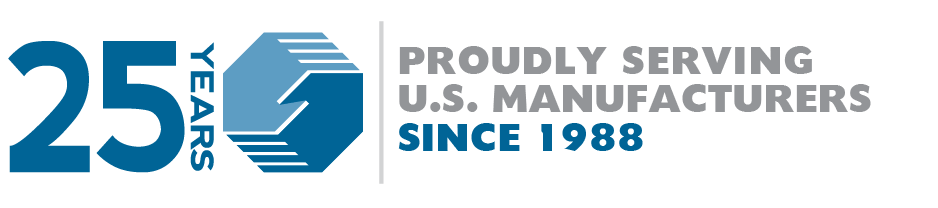 25
YEARS
PROUDLY SERVING
U.S. MANUFACTURERS
SINCE 1988